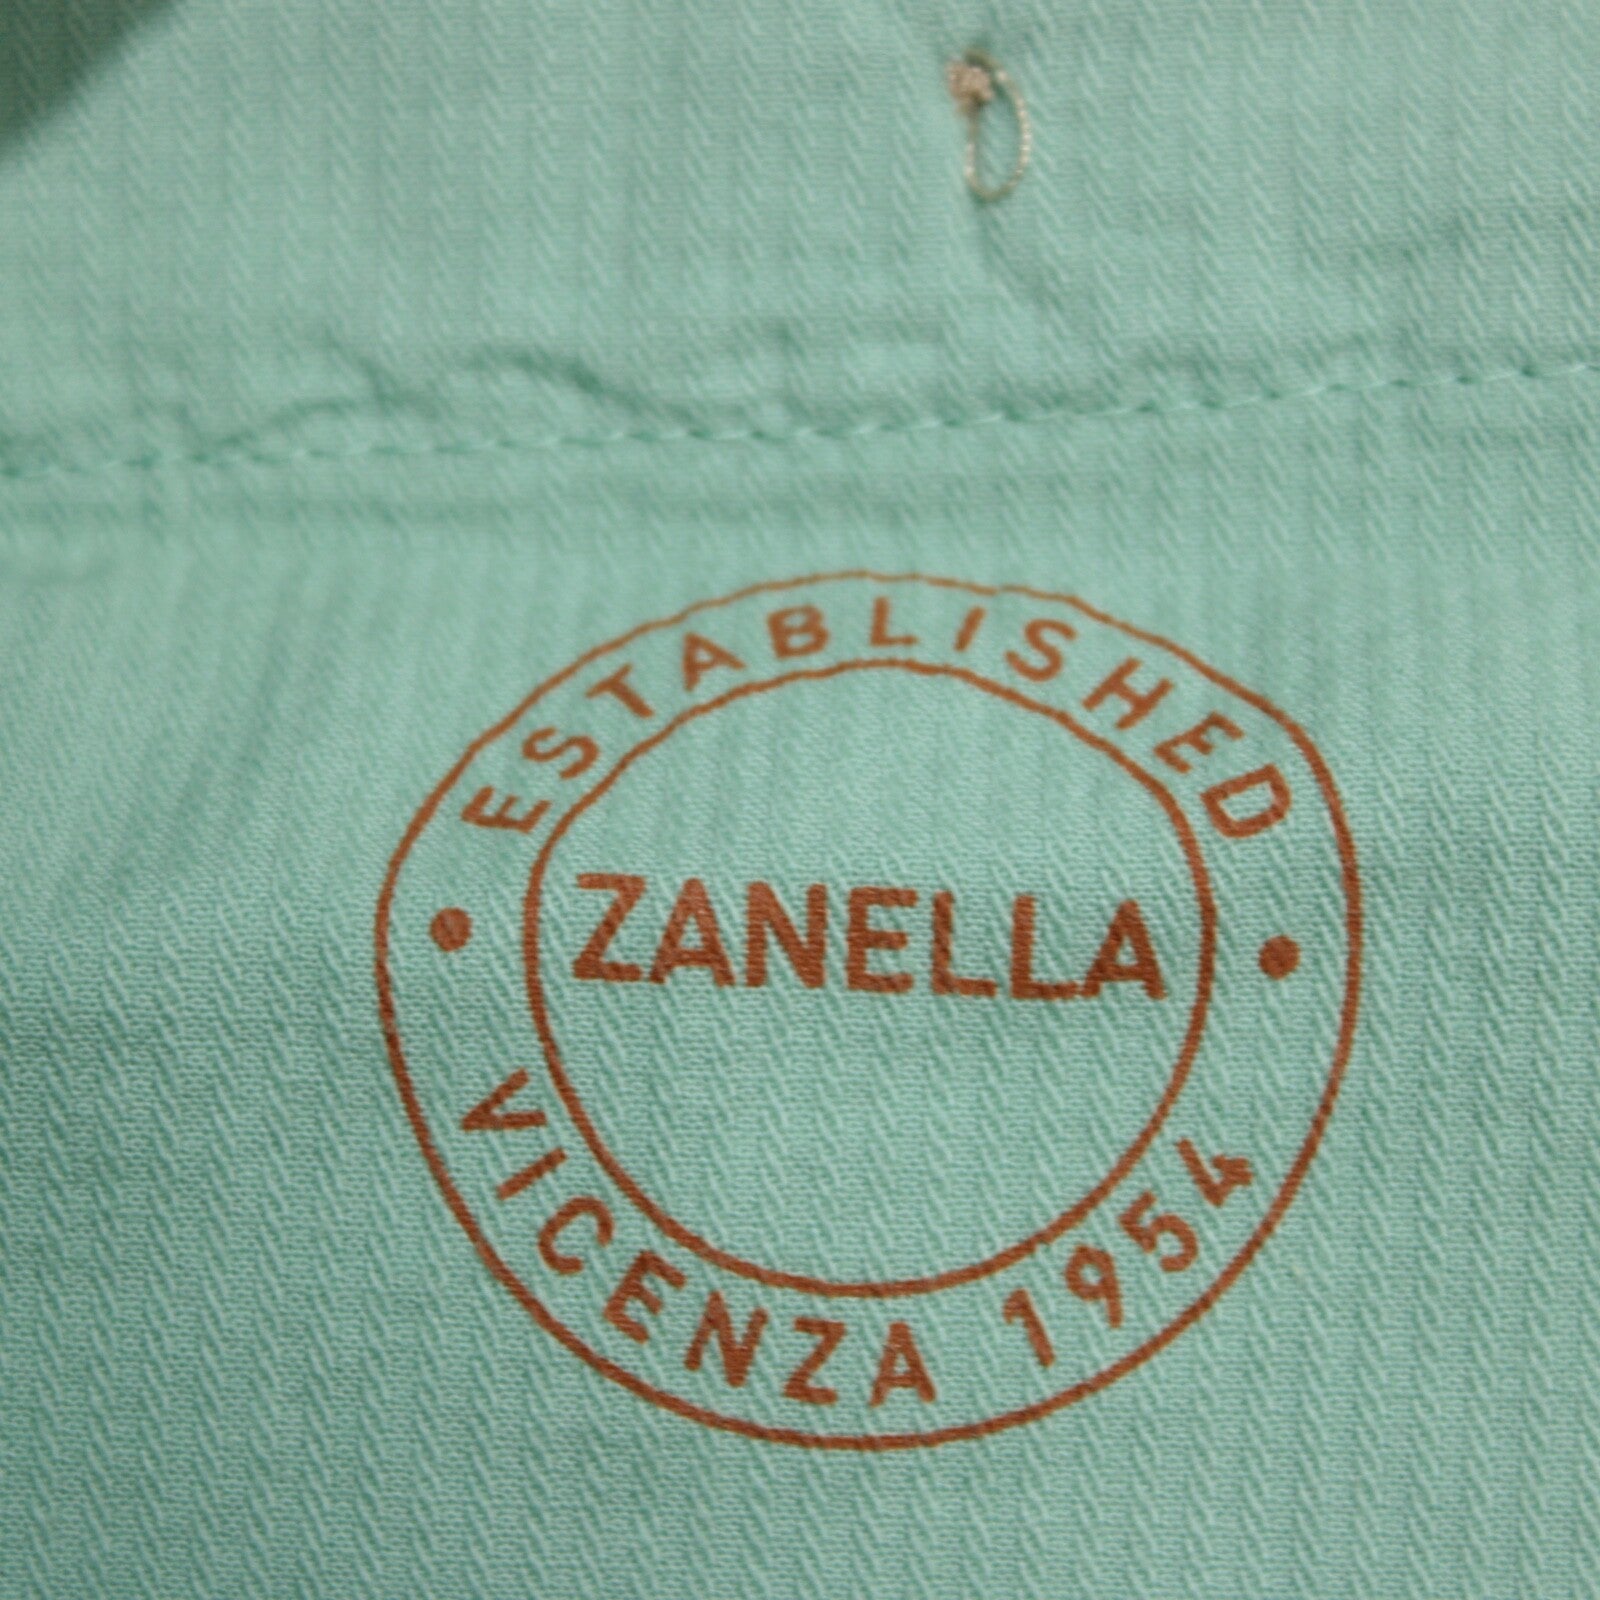 ESTABLISHED
ZANELLA
VICENZA 1954